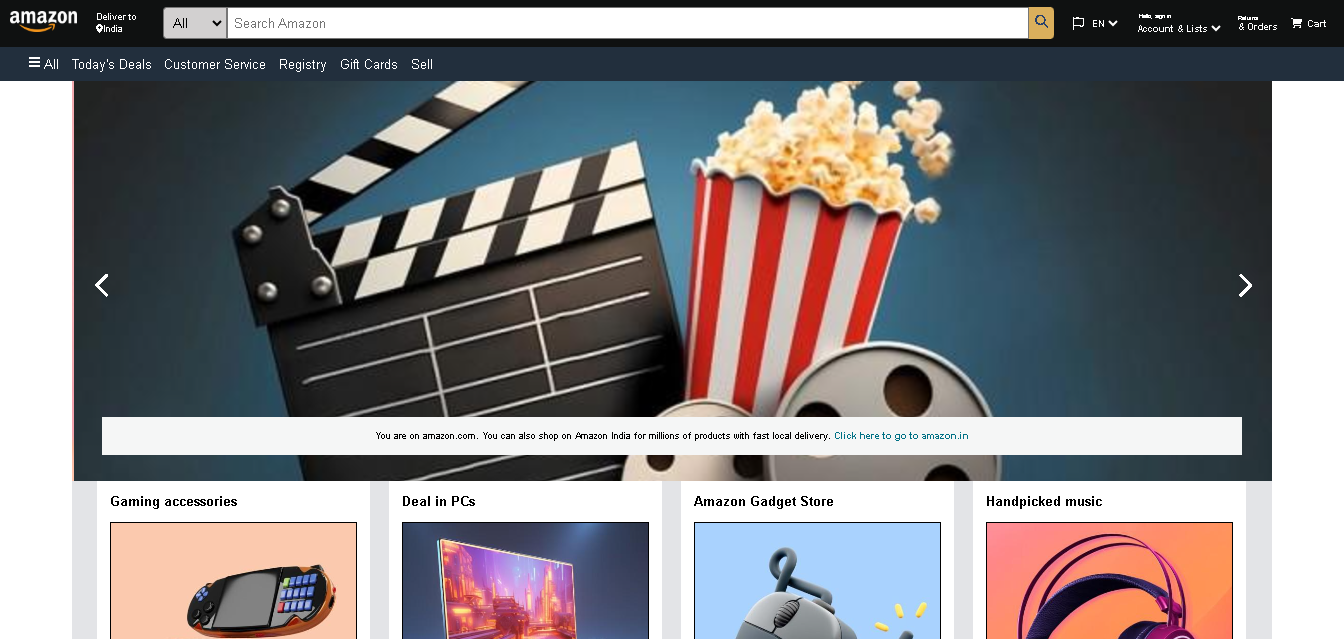 amazon
Deliver to
India
All
Search Amazon
EN
Hello, sign in
Account & Lists
Returns
& Orders
Cart
All Today's Deals Customer Service Registry Gift Cards Sell
You are on amazon.com. You can also shop on Amazon India for millions of products with fast local delivery. Click here to go to amazon.in
Gaming accessories
Deal in PCs
Amazon Gadget Store
Handpicked music